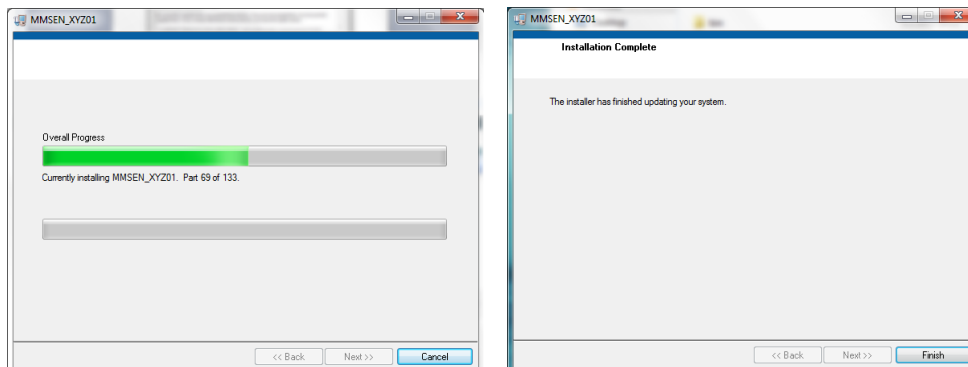 MMSEN_XYZ01
Overall Progress
Currently installing MMSEN_XYZ01. Part 69 of 133.
<< Back
Next >>
Cancel
MMSEN_XYZ01
Installation Complete
The installer has finished updating your system.
<< Back
Next >>
Finish